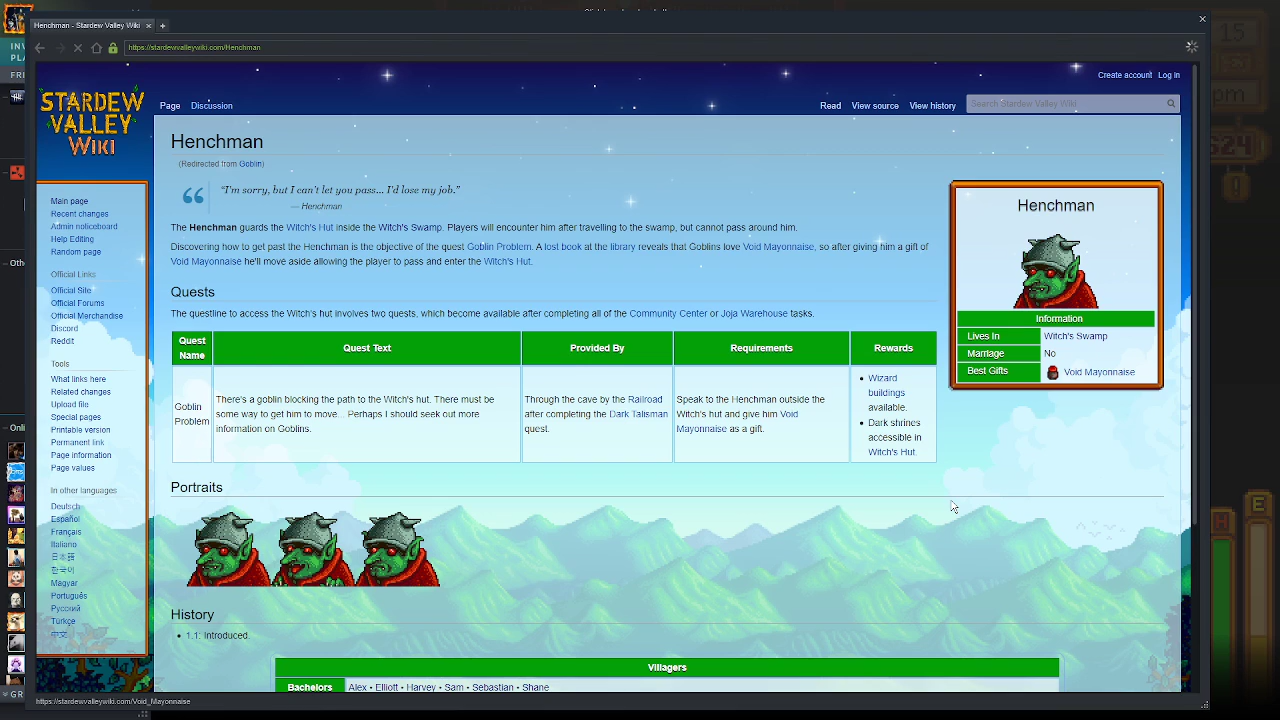 Henchman - Stardew Valley Wiki
https://stardewvalleywiki.com/Henchman
Create account Log in
STARDEW
VALLEY
Wiki
Page Discussion
Read View source View history Search Stardew Valley Wiki
Henchman
(Redirected from Goblin)
“I'm sorry, but I can't let you pass... I'd lose my job.”
— Henchman
The Henchman guards the Witch's Hut inside the Witch's Swamp. Players will encounter him after travelling to the swamp, but cannot pass around him.
Discovering how to get past the Henchman is the objective of the quest Goblin Problem. A lost book at the library reveals that Goblins love Void Mayonnaise, so after giving him a gift of
Void Mayonnaise he'll move aside allowing the player to pass and enter the Witch's Hut.
Quests
The questline to access the Witch's hut involves two quests, which become available after completing all of the Community Center or Joja Warehouse tasks.
Quest
Name
Quest Text
Provided By
Requirements
Rewards
Goblin
Problem
There's a goblin blocking the path to the Witch's hut. There must be
some way to get him to move... Perhaps I should seek out more
information on Goblins.
Through the cave by the Railroad
after completing the Dark Talisman
quest.
Speak to the Henchman outside the
Witch's hut and give him Void
Mayonnaise as a gift.
• Wizard
buildings
available.
• Dark shrines
accessible in
Witch's Hut.
Portraits
History
• 1.1: Introduced.
Villagers
Bachelors Alex • Elliott • Harvey • Sam • Sebastian • Shane
Henchman
Information
Lives In Witch's Swamp
Marriage No
Best Gifts Void Mayonnaise
Main page
Recent changes
Admin noticeboard
Help Editing
Random page
Official Links
Official Site
Official Forums
Official Merchandise
Discord
Reddit
Tools
What links here
Related changes
Upload file
Special pages
Printable version
Permanent link
Page information
Page values
In other languages
Deutsch
Español
Français
Italiano
日本語
한국어
Magyar
Português
Русский
Türkçe
中文
https://stardewvalleywiki.com/Void_Mayonnaise
INV
PLA
FRI
Oth
Onli
GR
15
pm
624
H
E